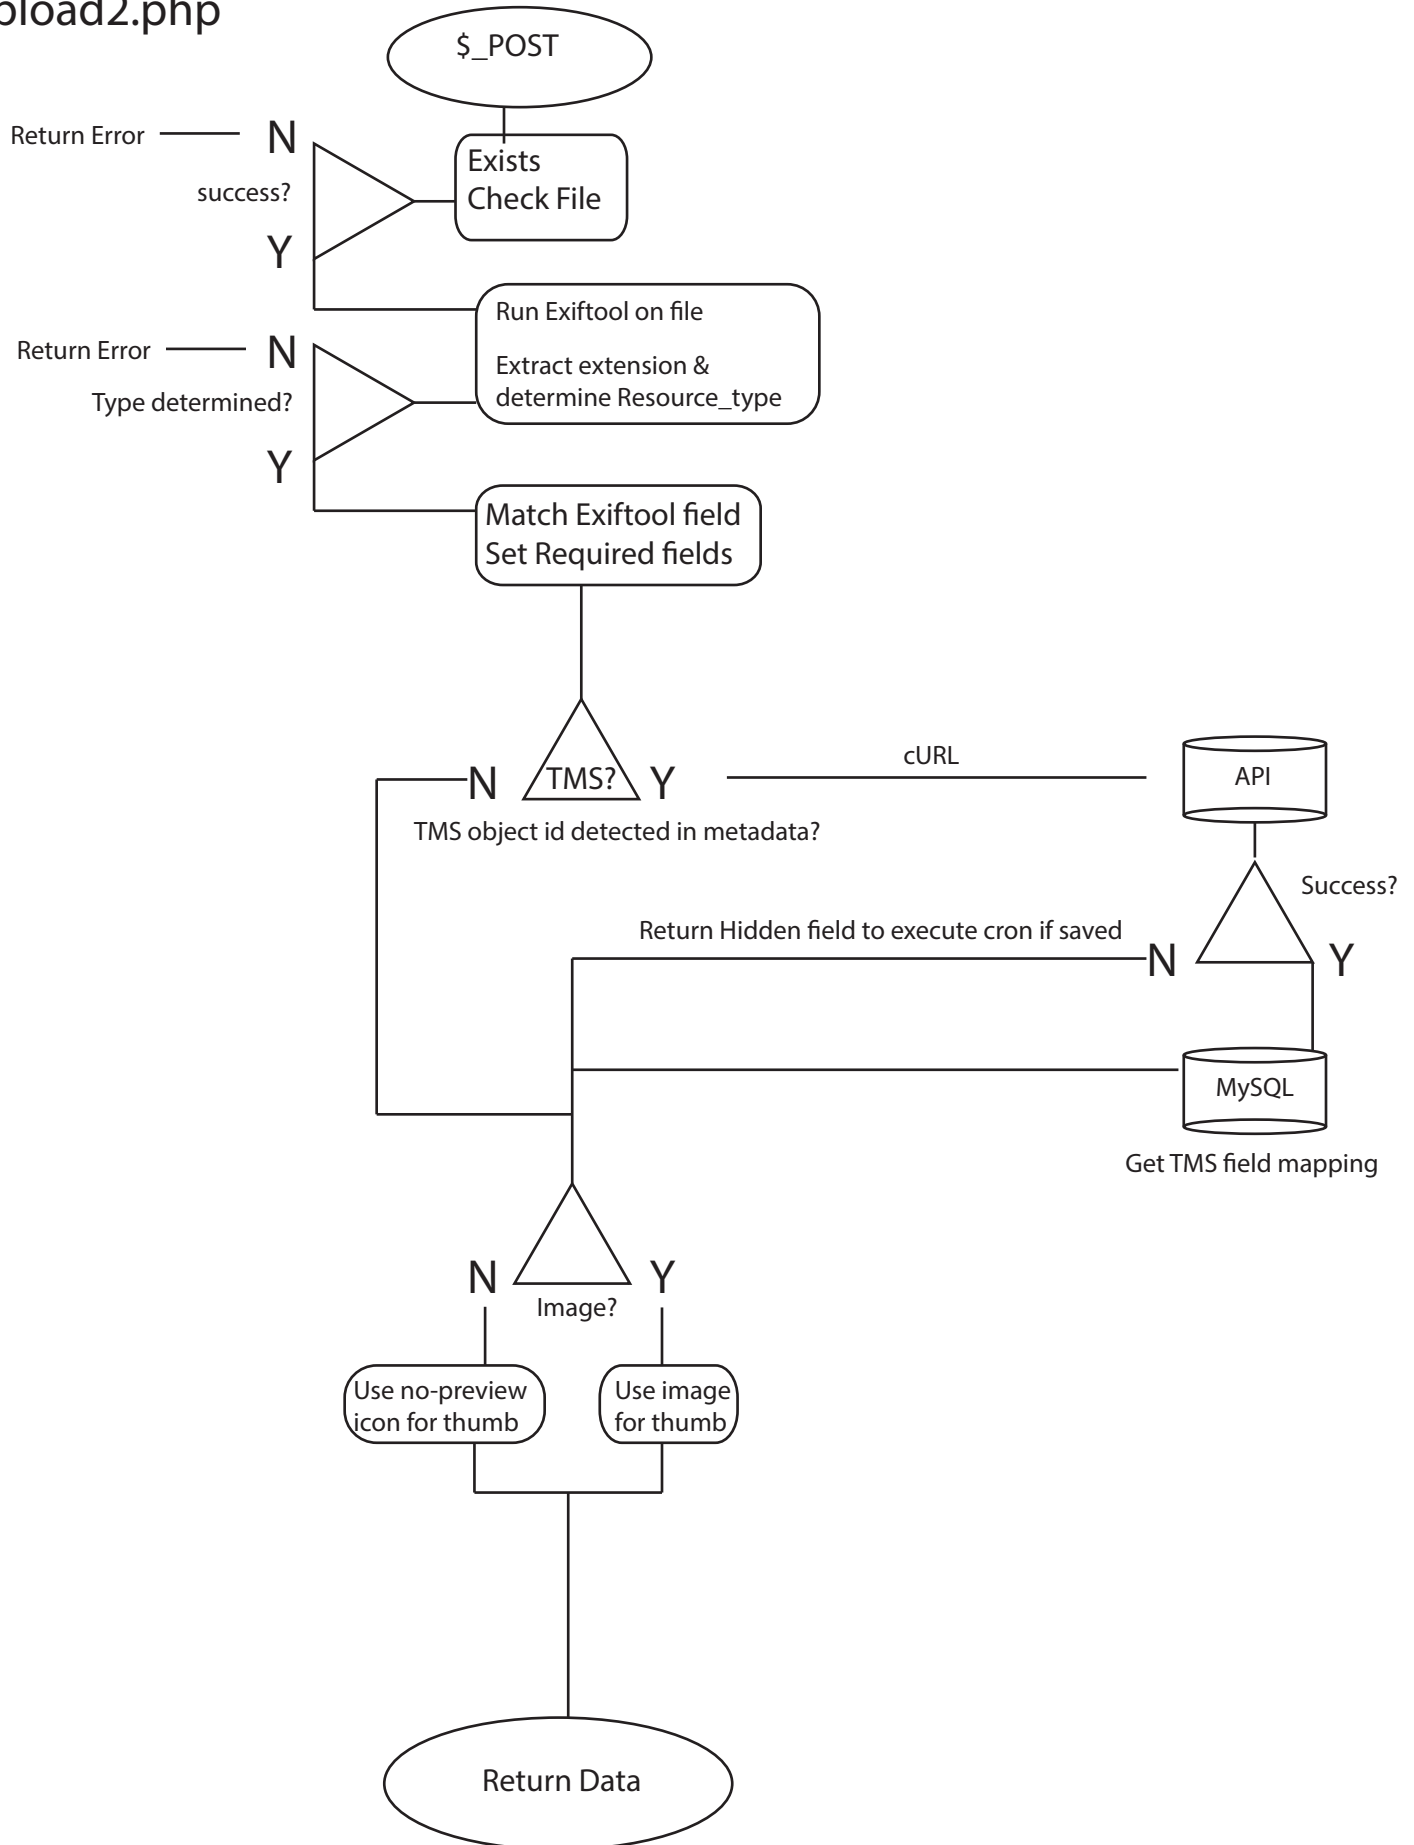 pload2.php
$_POST
Return Error
N
success?
Y
Exists
Check File
Run Exiftool on file
Extract extension &
determine Resource_type
Return Error
N
Type determined?
Y
Match Exiftool field
Set Required fields
N
TMS?
Y
TMS object id detected in metadata?
cURL
API
Success?
Return Hidden field to execute cron if saved
N
Y
MySQL
Get TMS field mapping
N
Y
Image?
Use no-preview
icon for thumb
Use image
for thumb
Return Data